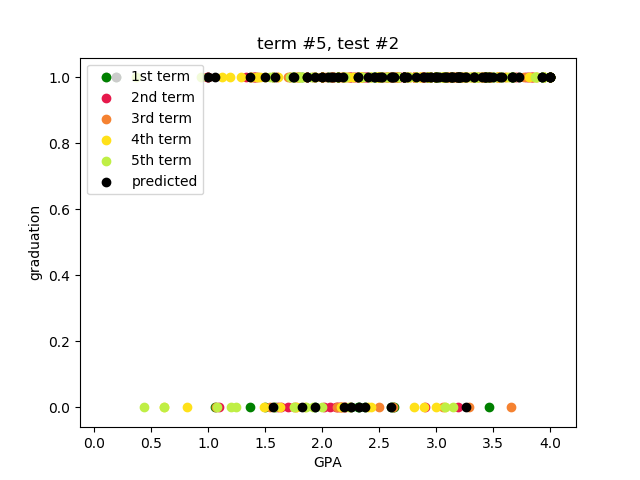 term #5, test #2
1.0
0.8
0.6
0.4
0.2
0.0
graduation
1st term
2nd term
3rd term
4th term
5th term
predicted
0.0 0.5 1.0 1.5 2.0 2.5 3.0 3.5 4.0
GPA